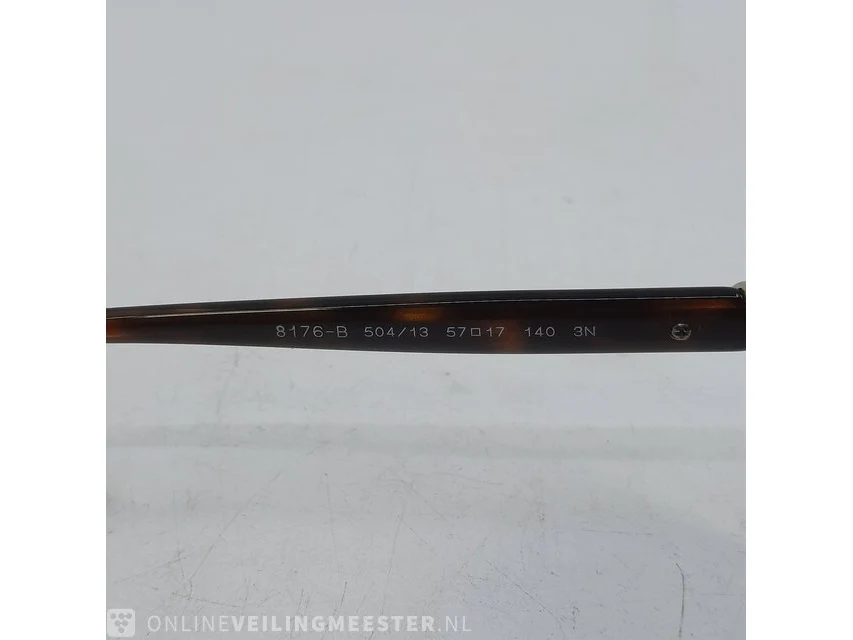 8176-B 504/13 57□17 140 3N
ONLINEVEILINGMEESTER.NL